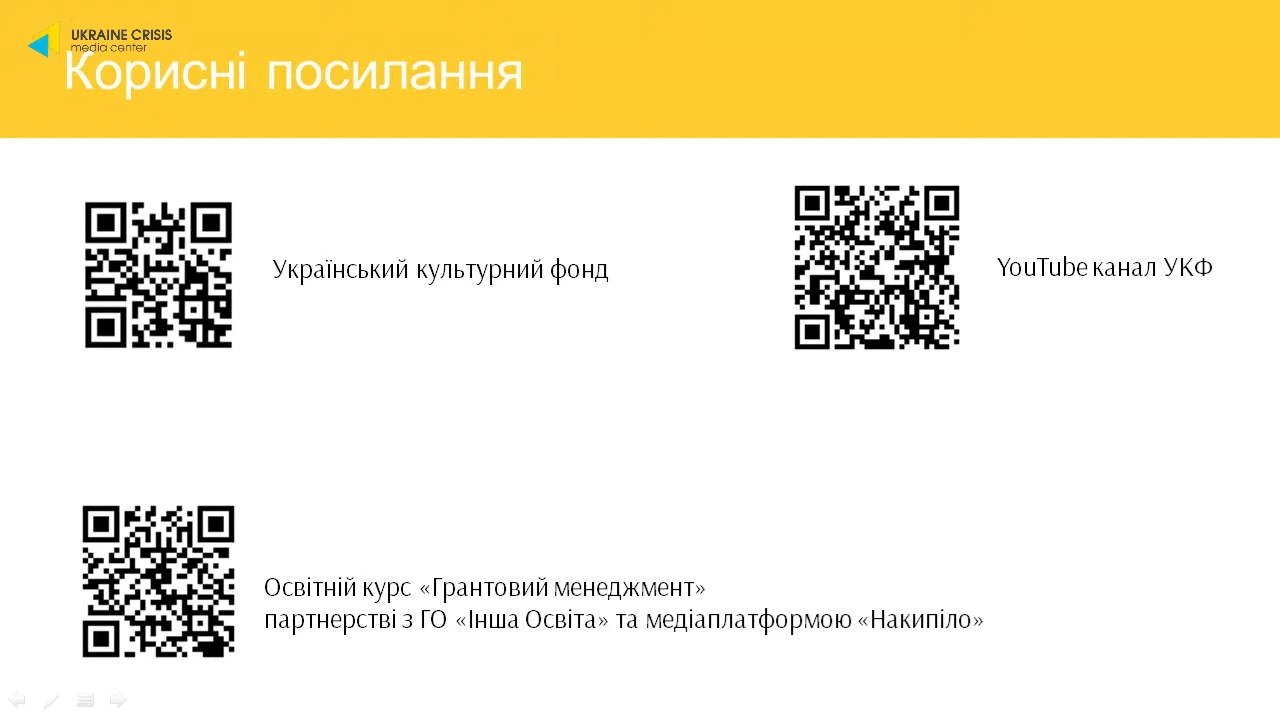 UKRAINE CRISIS
media center
Корисні посилання
Український культурний фонд
YouTube канал УКФ
Освітній курс «Грантовий менеджмент»
партнерстві з ГО «Інша Освіта» та медіаплатформою «Накипіло»